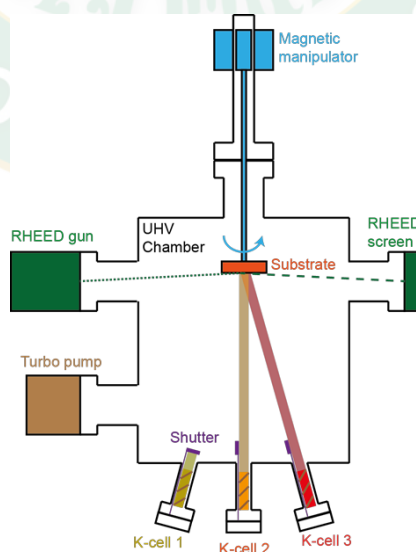 Magnetic
manipulator
UHV
Chamber
RHEED gun
RHEED
screen
Substrate
Turbo pump
Shutter
K-cell 1
K-cell 2
K-cell 3